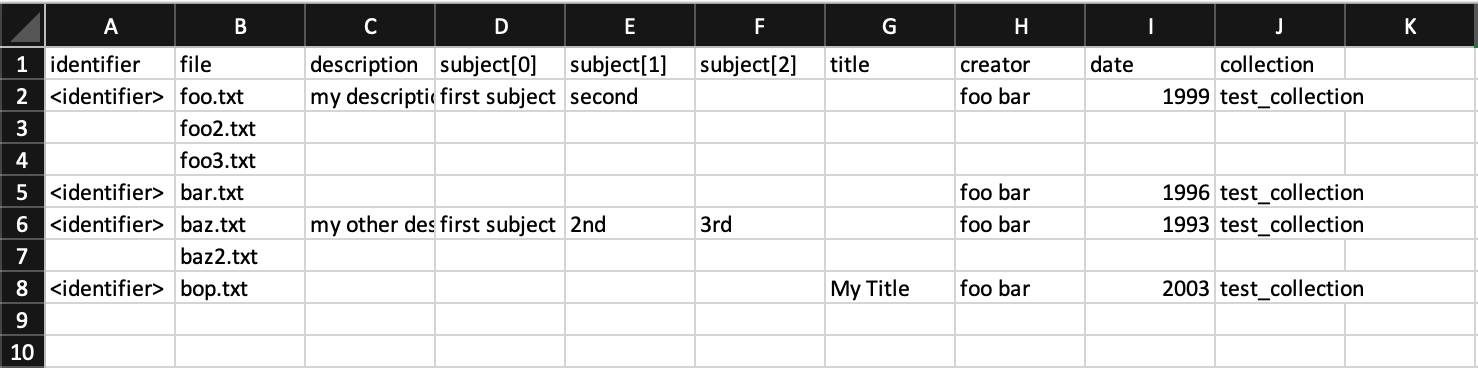 A B C D E F G H I J K
1 identifier file description subject[0] subject[1] subject[2] title creator date collection
2 <identifier> foo.txt my descripti first subject second foo bar 1999 test_collection
3 foo2.txt
4 foo3.txt
5 <identifier> bar.txt foo bar 1996 test_collection
6 <identifier> baz.txt my other des first subject 2nd 3rd foo bar 1993 test_collection
7 baz2.txt
8 <identifier> bop.txt My Title foo bar 2003 test_collection
9
10